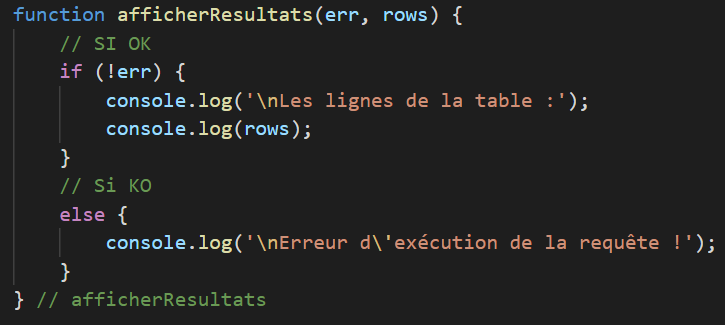 function afficherResultats(err, rows) {
    // SI OK
    if (!err) {
        console.log('\nLes lignes de la table :');
        console.log(rows);
    }
    // Si KO
    else {
        console.log('\nErreur d\'exécution de la requête !');
    }
} // afficherResultats